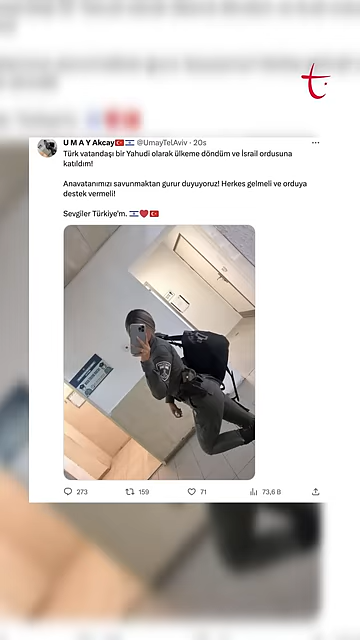 t.
U M A Y Akcay🇹🇷🇮🇱 @UmayTelAviv · 20s
Türk vatandaşı bir Yahudi olarak ülkeme döndüm ve İsrail ordusuna
katıldım!
Anavatanımızı savunmaktan gurur duyuyoruz! Herkes gelmeli ve orduya
destek vermeli!
Sevgiler Türkiye'm. 🇮🇱❤️🇹🇷
273 159 71 73,6 B